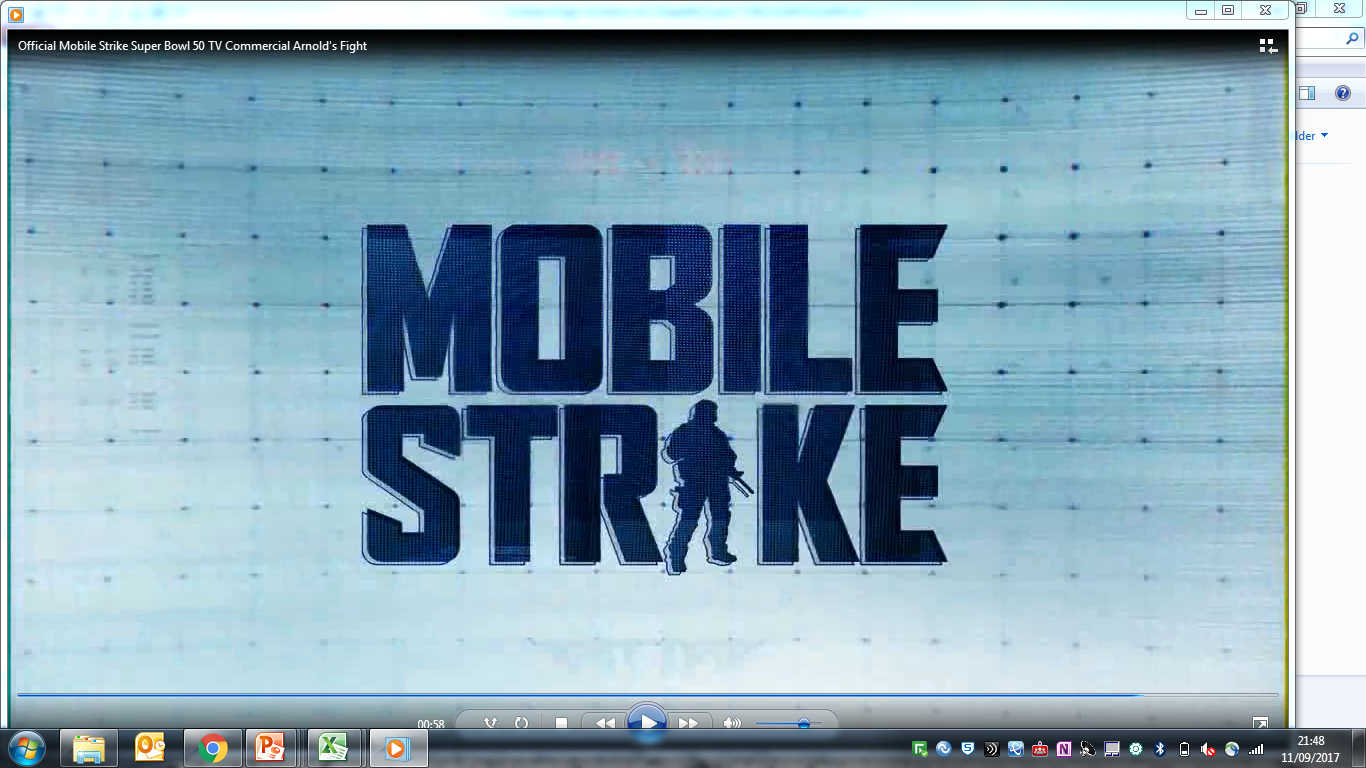 Official Mobile Strike Super Bowl 50 TV Commercial Arnold's Fight
lder
MOBILE
STRIKE
00:58
21:48
11/09/2017